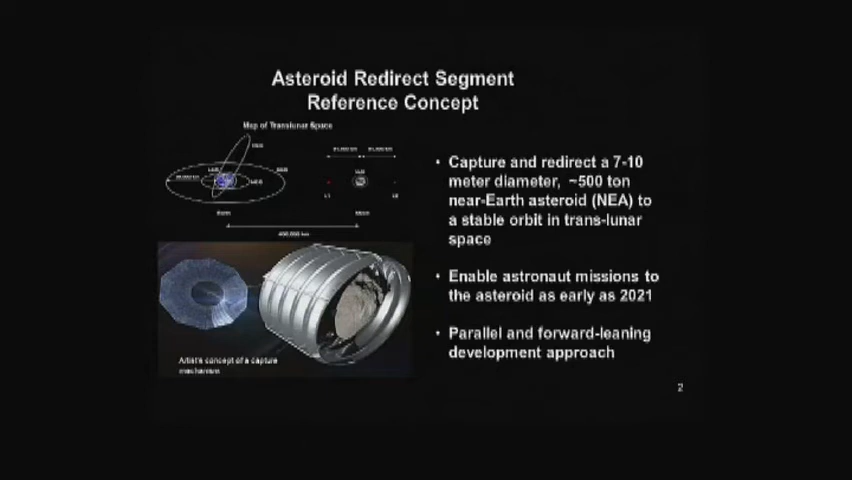 Asteroid Redirect Segment
Reference Concept
Map of Translunar Space
• Capture and redirect a 7-10
meter diameter, ~500 ton
near-Earth asteroid (NEA) to
a stable orbit in trans-lunar
space
• Enable astronaut missions to
the asteroid as early as 2021
• Parallel and forward-leaning
development approach
Artist's concept of a capture
mechanism
2